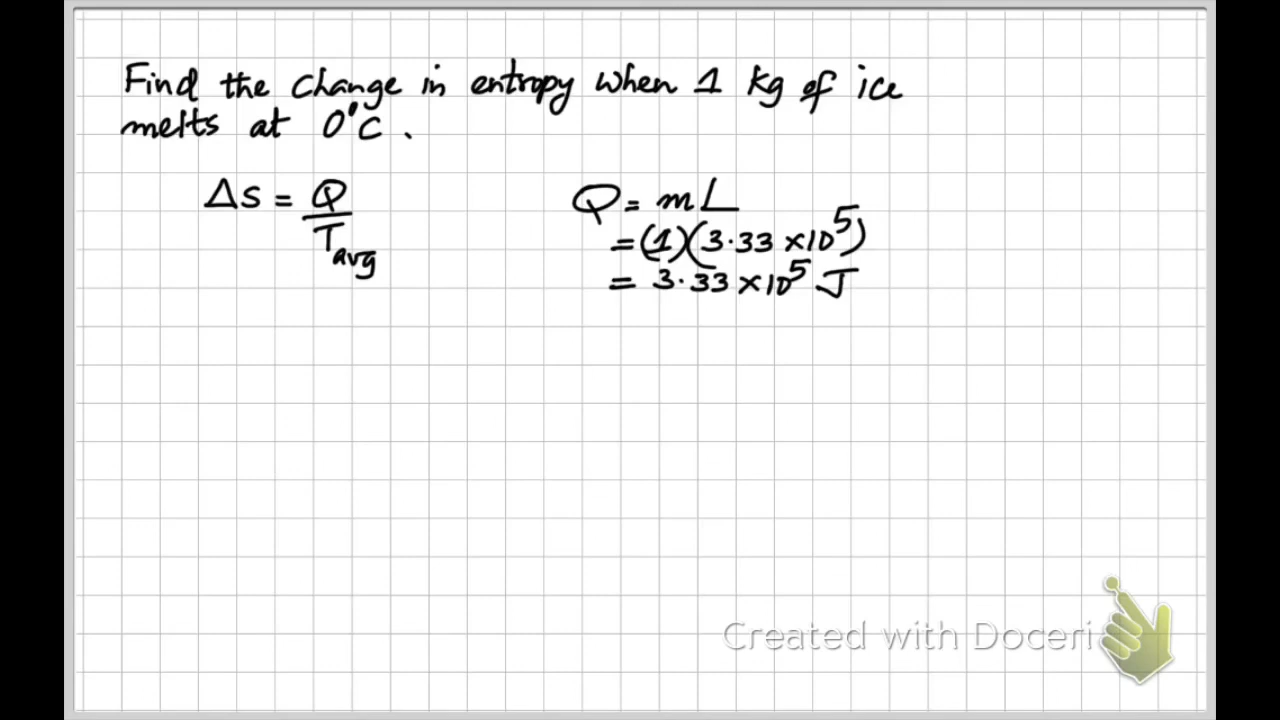 Find the change in entropy when 1 kg of ice
melts at 0°C.
ΔS = Q / T avg
Q = mL
= (1)(3.33 ×10^5)
= 3.33 ×10^5 J
Created with Doceri